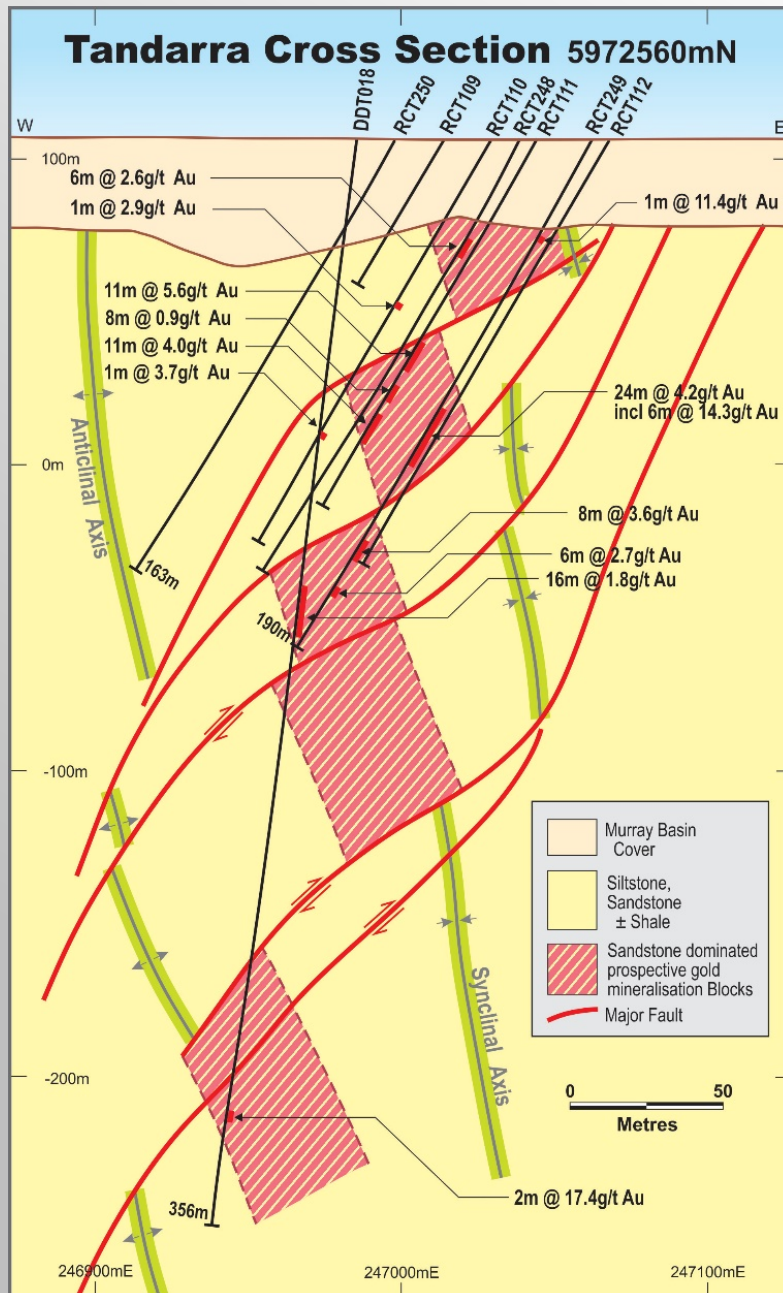 Tandarra Cross Section 5972560mN
DDT018
RCT250
RCT109
RCT110
RCT248
RCT111
RCT249
RCT112
W
E
100m
6m @ 2.6g/t Au
1m @ 2.9g/t Au
1m @ 11.4g/t Au
11m @ 5.6g/t Au
8m @ 0.9g/t Au
11m @ 4.0g/t Au
1m @ 3.7g/t Au
24m @ 4.2g/t Au
incl 6m @ 14.3g/t Au
0m
Anticlinal Axis
8m @ 3.6g/t Au
6m @ 2.7g/t Au
16m @ 1.8g/t Au
163m
190m
-100m
Murray Basin
Cover
Siltstone,
Sandstone
± Shale
Sandstone dominated
prospective gold
mineralisation Blocks
Major Fault
Synclinal Axis
-200m
0
50
Metres
2m @ 17.4g/t Au
356m
246900mE
247000mE
247100mE